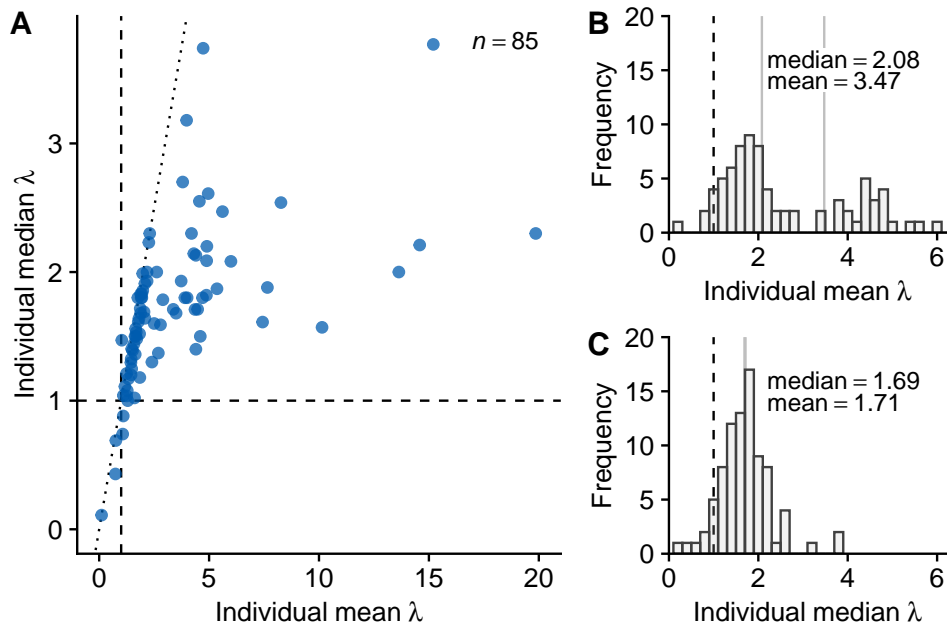 A
n = 85
Individual median λ
3
2
1
0
0
5
10
15
20
Individual mean λ
B
median = 2.08
mean = 3.47
Frequency
20
15
10
5
0
0
2
4
6
Individual mean λ
C
median = 1.69
mean = 1.71
Frequency
20
15
10
5
0
0
2
4
6
Individual median λ